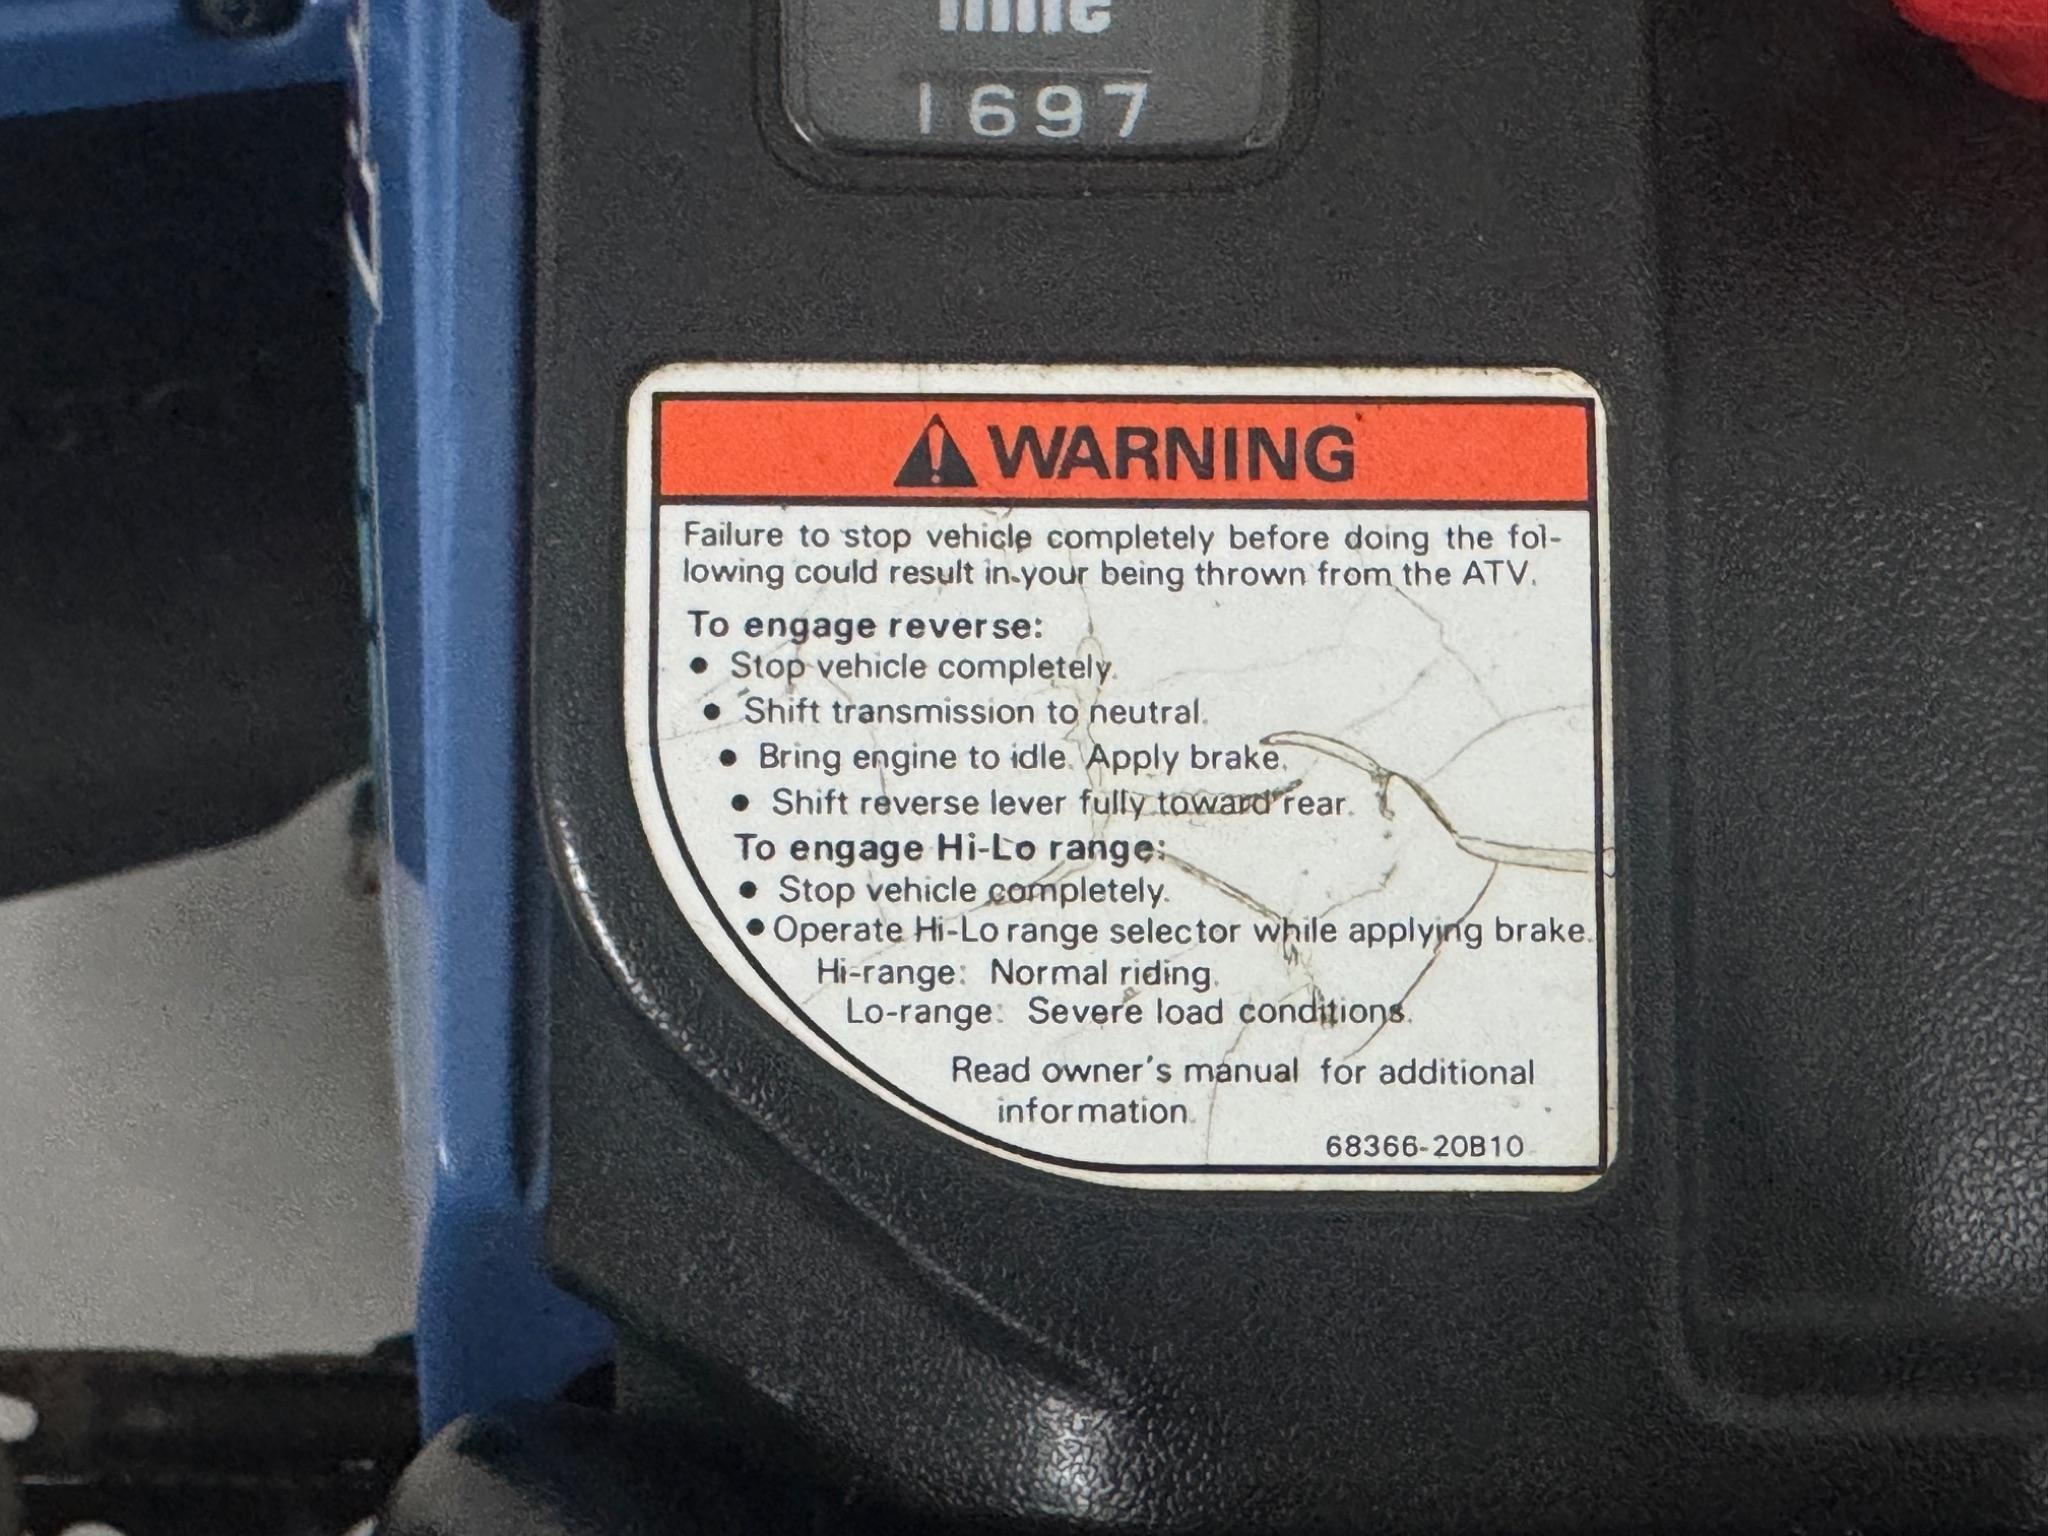 1697
WARNING
Failure to stop vehicle completely before doing the fol-
lowing could result in your being thrown from the ATV.
To engage reverse:
• Stop vehicle completely.
• Shift transmission to neutral.
• Bring engine to idle. Apply brake.
• Shift reverse lever fully toward rear.
To engage Hi-Lo range:
• Stop vehicle completely.
• Operate Hi-Lo range selector while applying brake.
Hi-range: Normal riding.
Lo-range: Severe load conditions.
Read owner's manual for additional
information.
68366-20B10